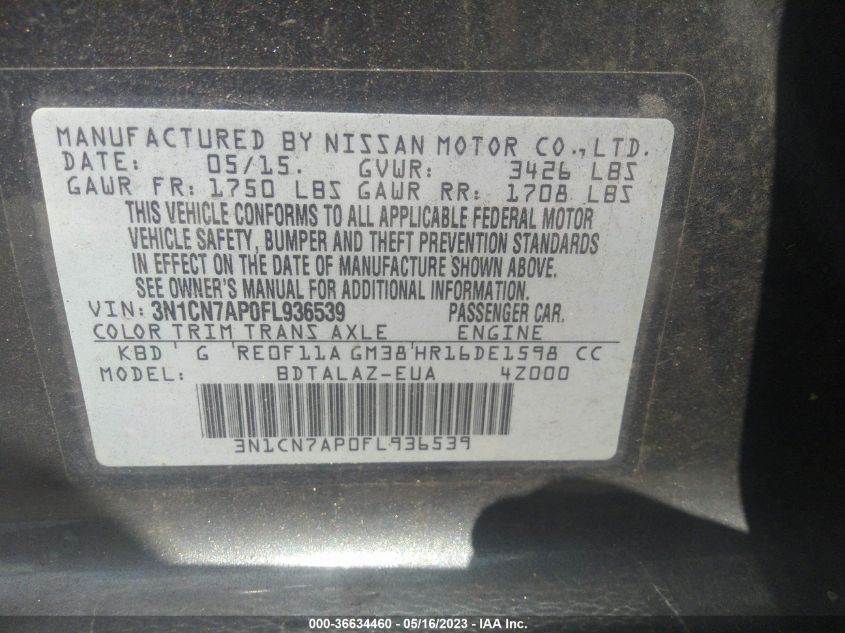 MANUFACTURED BY NISSAN MOTOR CO., LTD.
DATE: 05/15. GVWR: 3426 LBS
GAWR FR: 1750 LBS GAWR RR: 1708 LBS
THIS VEHICLE CONFORMS TO ALL APPLICABLE FEDERAL MOTOR
VEHICLE SAFETY, BUMPER AND THEFT PREVENTION STANDARDS
IN EFFECT ON THE DATE OF MANUFACTURE SHOWN ABOVE.
SEE OWNER'S MANUAL FOR ADDITIONAL INFORMATION.
VIN: 3N1CN7AP0FL936539 PASSENGER CAR.
COLOR TRIM TRANS AXLE ENGINE
KBD G RE0F11A GM38 HR16DE1598 CC
MODEL: BDTALAZ-EUA 4Z000
3N1CN7AP0FL936539
000-36634460 - 05/16/2023 - IAA Inc.